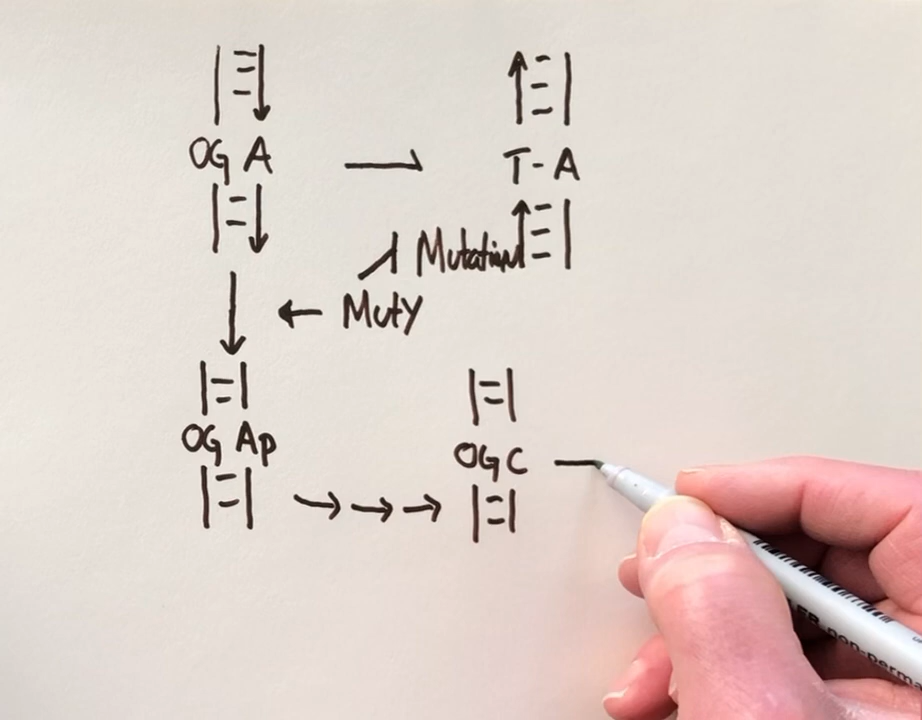 OG A → T-A
Mutation
← MutY
OG Ap
→→→ OG C —